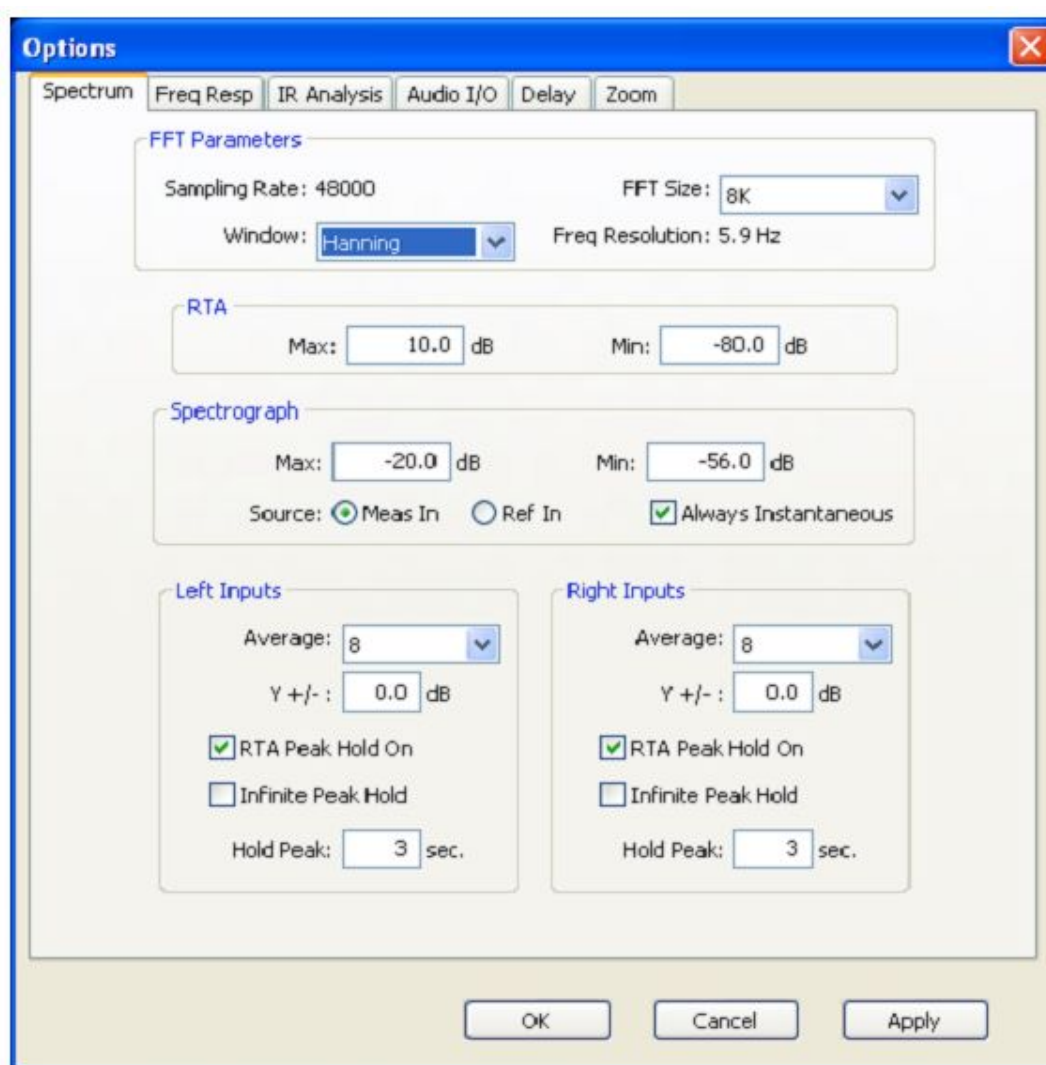 Options
Spectrum Freq Resp IR Analysis Audio I/O Delay Zoom
FFT Parameters
Sampling Rate: 48000 FFT Size: 8K
Window: Hanning Freq Resolution: 5.9 Hz
RTA
Max: 10.0 dB Min: -80.0 dB
Spectrograph
Max: -20.0 dB Min: -56.0 dB
Source: Meas In Ref In Always Instantaneous
Left Inputs Right Inputs
Average: 8 Average: 8
Y +/- : 0.0 dB Y +/- : 0.0 dB
RTA Peak Hold On RTA Peak Hold On
Infinite Peak Hold Infinite Peak Hold
Hold Peak: 3 sec. Hold Peak: 3 sec.
OK Cancel Apply